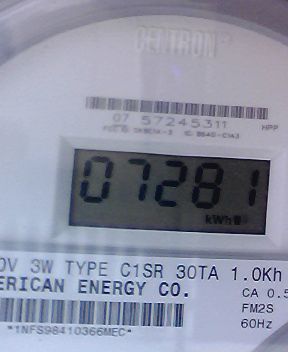 CENTRON
07 57245311 HPP
07281
kWh
0V 3W TYPE C1SR 30TA 1.0Kh
ERICAN ENERGY CO.
CA 0.5
FM2S
60Hz
*1NFS98410366MEC*